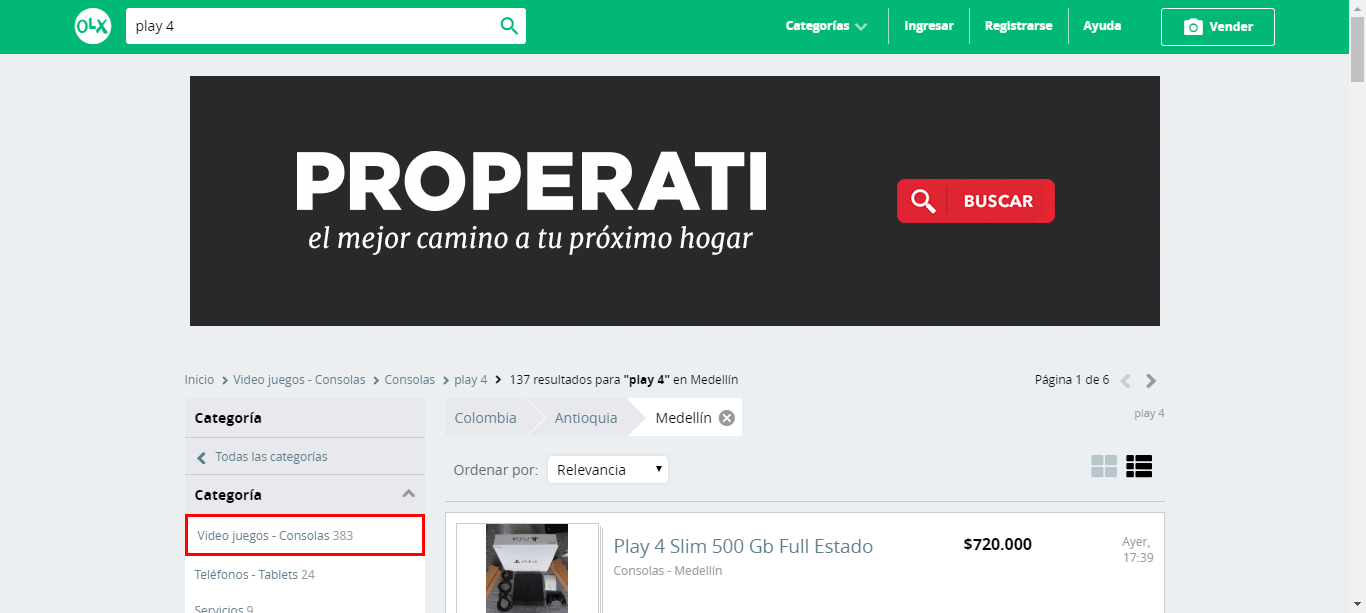 OLX play 4 Categorías Ingresar Registrarse Ayuda Vender
PROPERATI
el mejor camino a tu próximo hogar
BUSCAR
Inicio Video juegos - Consolas Consolas play 4 137 resultados para "play 4" en Medellín Página 1 de 6
Categoría
Colombia Antioquia Medellín
play 4
Todas las categorías
Ordenar por: Relevancia
Categoría
Video juegos - Consolas 383
Teléfonos - Tablets 24
Servicios 9
Play 4 Slim 500 Gb Full Estado $720.000 Ayer,
17:39
Consolas - Medellín